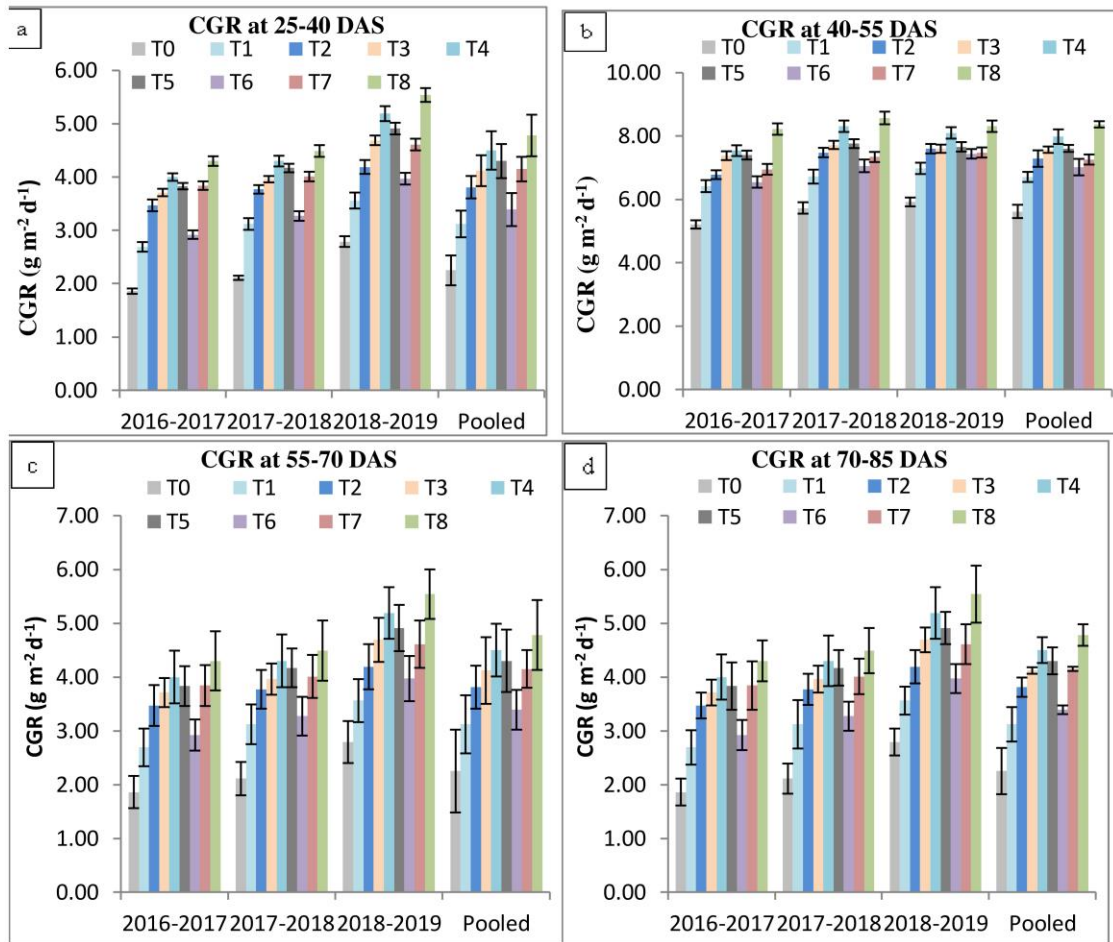 a
CGR at 25-40 DAS
T0 T1 T2 T3 T4
T5 T6 T7 T8
CGR (g m-2 d-1)
6.00
5.00
4.00
3.00
2.00
1.00
0.00
2016-2017 2017-2018 2018-2019 Pooled
b
CGR at 40-55 DAS
T0 T1 T2 T3 T4
T5 T6 T7 T8
CGR (g m-2 d-1)
10.00
8.00
6.00
4.00
2.00
0.00
2016-2017 2017-2018 2018-2019 Pooled
c
CGR at 55-70 DAS
T0 T1 T2 T3 T4
T5 T6 T7 T8
CGR (g m-2 d-1)
7.00
6.00
5.00
4.00
3.00
2.00
1.00
0.00
2016-2017 2017-2018 2018-2019 Pooled
d
CGR at 70-85 DAS
T0 T1 T2 T3 T4
T5 T6 T7 T8
CGR (g m-2 d-1)
7.00
6.00
5.00
4.00
3.00
2.00
1.00
0.00
2016-2017 2017-2018 2018-2019 Pooled